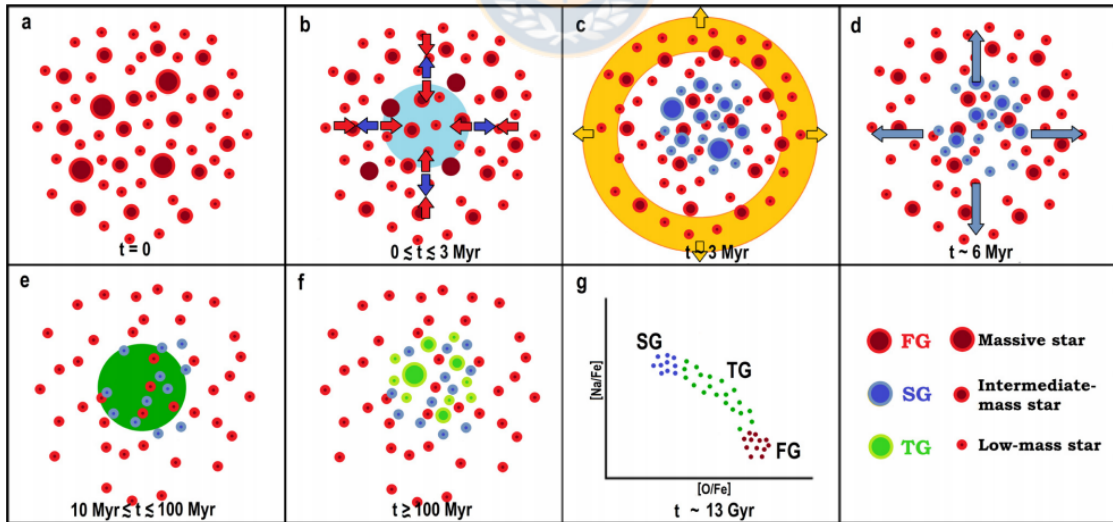 a
t = 0
b
0 ≤ t ≲ 3 Myr
c
t ~ 3 Myr
d
t ~ 6 Myr
e
10 Myr ≲ t ≲ 100 Myr
f
t ≳ 100 Myr
g
[Na/Fe]
SG
TG
FG
[O/Fe]
t ~ 13 Gyr
FG
Massive star
SG
Intermediate-
mass star
TG
Low-mass star